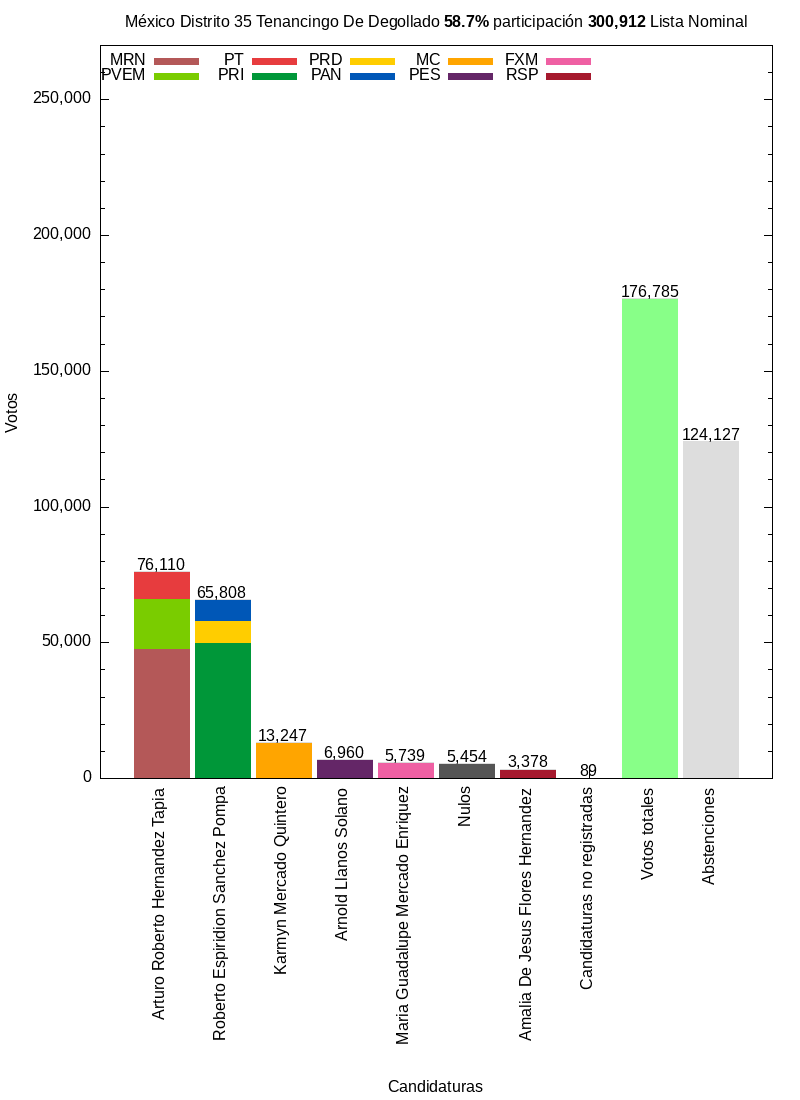 México Distrito 35 Tenancingo De Degollado 58.7% participación 300,912 Lista Nominal
MRN PT PRD MC FXM
PVEM PRI PAN PES RSP
250,000
200,000
150,000
100,000
50,000
0
Votos
76,110
65,808
13,247
6,960
5,739
5,454
3,378
89
176,785
124,127
Arturo Roberto Hernandez Tapia
Roberto Espiridion Sanchez Pompa
Karmyn Mercado Quintero
Arnold Llanos Solano
Maria Guadalupe Mercado Enriquez
Nulos
Amalia De Jesus Flores Hernandez
Candidaturas no registradas
Votos totales
Abstenciones
Candidaturas